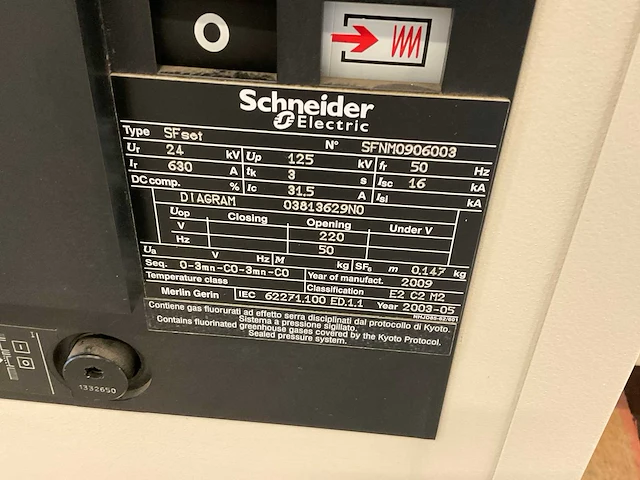 O
Schneider
Electric
Type SFset N° SFNM0906003
Ur 24 kV Up 125 kV fr 50 Hz
Ir 630 A tk 3 s Isc 16 kA
DC comp. % Ic 31,5 A Isl kA
DIAGRAM 03813629N0
Uop Closing Opening Under V
V 220
Hz 50
Ua V Hz M kg SF₆ m 0,147 kg
Seq. O-3mn-CO-3mn-CO Year of manufact. 2009
Temperature class Classification E2 C2 M2
Merlin Gerin IEC 62271.100 ED.1.1 Year 2003-05
Contiene gas fluorurati ad effetto serra disciplinati dal protocollo di Kyoto.
Sistema a pressione sigillato.
Contains fluorinated greenhouse gases covered by the Kyoto Protocol.
Sealed pressure system.
1332650